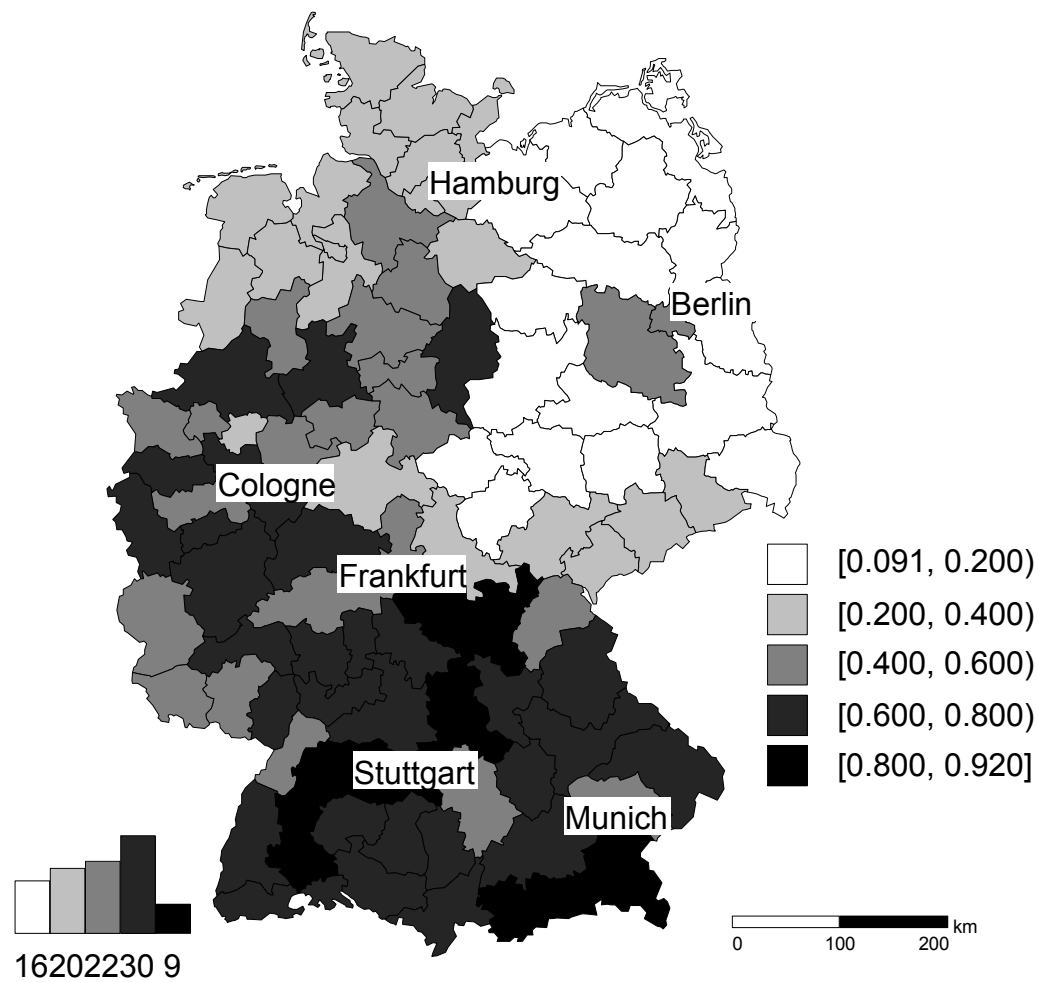 Hamburg
Berlin
Cologne
Frankfurt
Stuttgart
Munich
[0.091, 0.200)
[0.200, 0.400)
[0.400, 0.600)
[0.600, 0.800)
[0.800, 0.920]
16202230 9
km
0 100 200